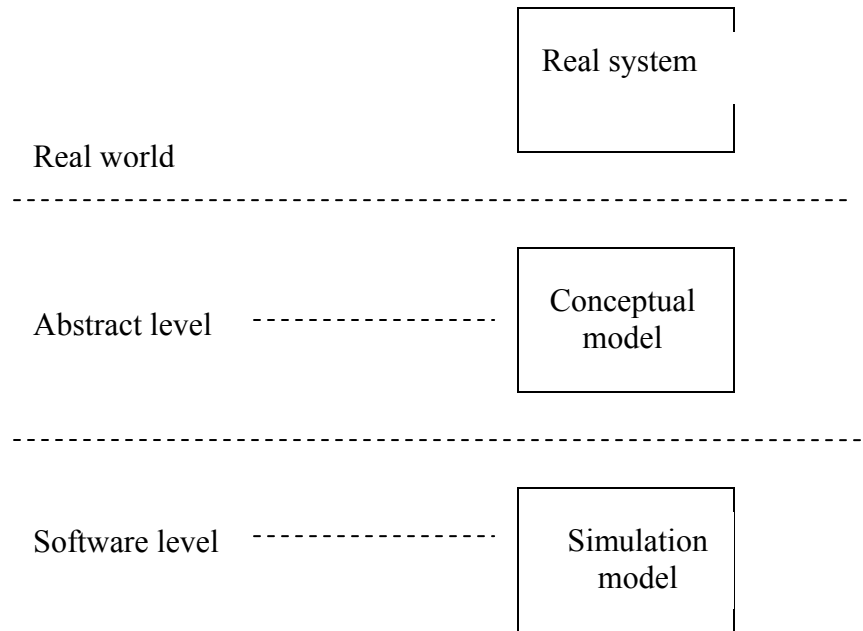 Real system
Real world
Abstract level
Conceptual
model
Software level
Simulation
model